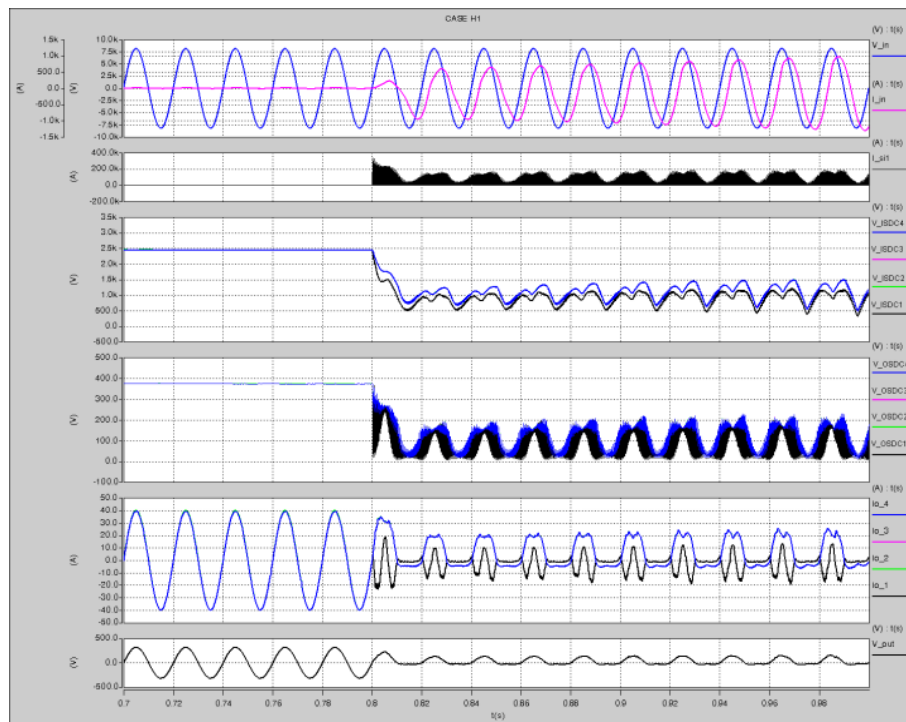 CASE H1
(V) : t(s)
V_in
(A) : t(s)
I_in
1.5k
1.0k
500.0
0.0
-500.0
-1.0k
-1.5k
(A)
10.0k
7.5k
5.0k
2.5k
0.0
-2.5k
-5.0k
-7.5k
-10.0k
(V)
(A) : t(s)
I_si1
400.0k
200.0k
0.0
-200.0k
(A)
(V) : t(s)
V_ISDC4
V_ISDC3
V_ISDC2
V_ISDC1
3.5k
3.0k
2.5k
2.0k
1.5k
1.0k
500.0
0.0
-500.0
(V)
(V) : t(s)
V_OSDC4
V_OSDC3
V_OSDC2
V_OSDC1
500.0
400.0
300.0
200.0
100.0
0.0
-100.0
(V)
(A) : t(s)
Io_4
Io_3
Io_2
Io_1
50.0
40.0
30.0
20.0
10.0
0.0
-10.0
-20.0
-30.0
-40.0
-50.0
(A)
(V) : t(s)
V_put
500.0
0.0
-500.0
(V)
0.7 0.72 0.74 0.76 0.78 0.8 0.82 0.84 0.86 0.88 0.9 0.92 0.94 0.96 0.98
t(s)